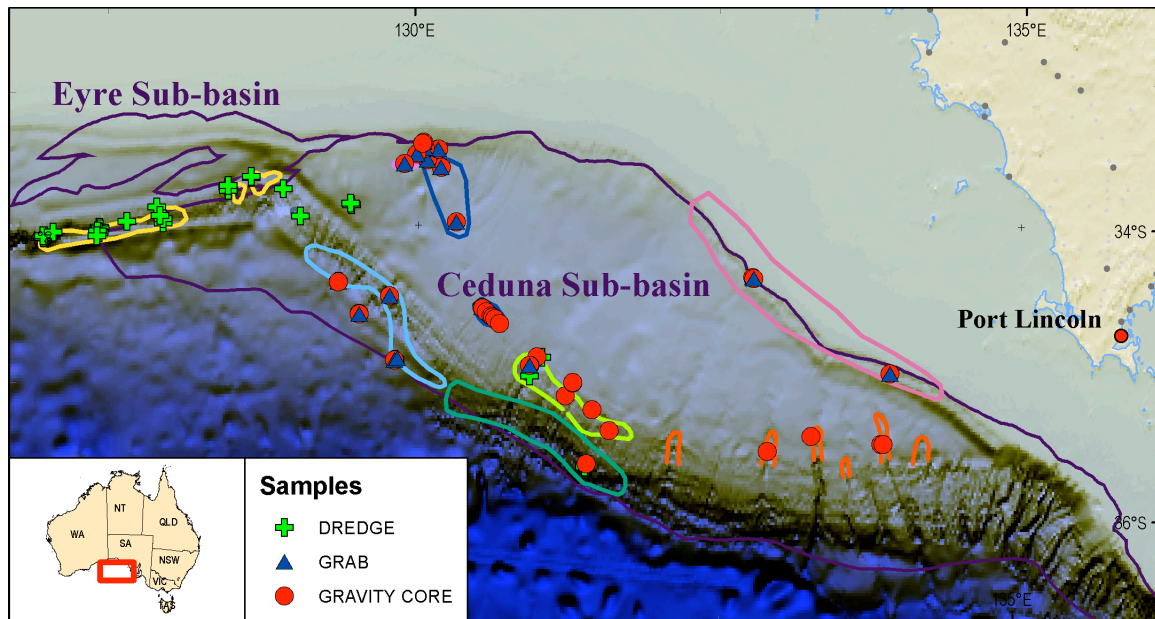 130°E
135°E
Eyre Sub-basin
34°S
Ceduna Sub-basin
Port Lincoln
36°S
135°E
Samples
DREDGE
GRAB
GRAVITY CORE
NT
QLD
WA
SA
NSW
VIC
TAS